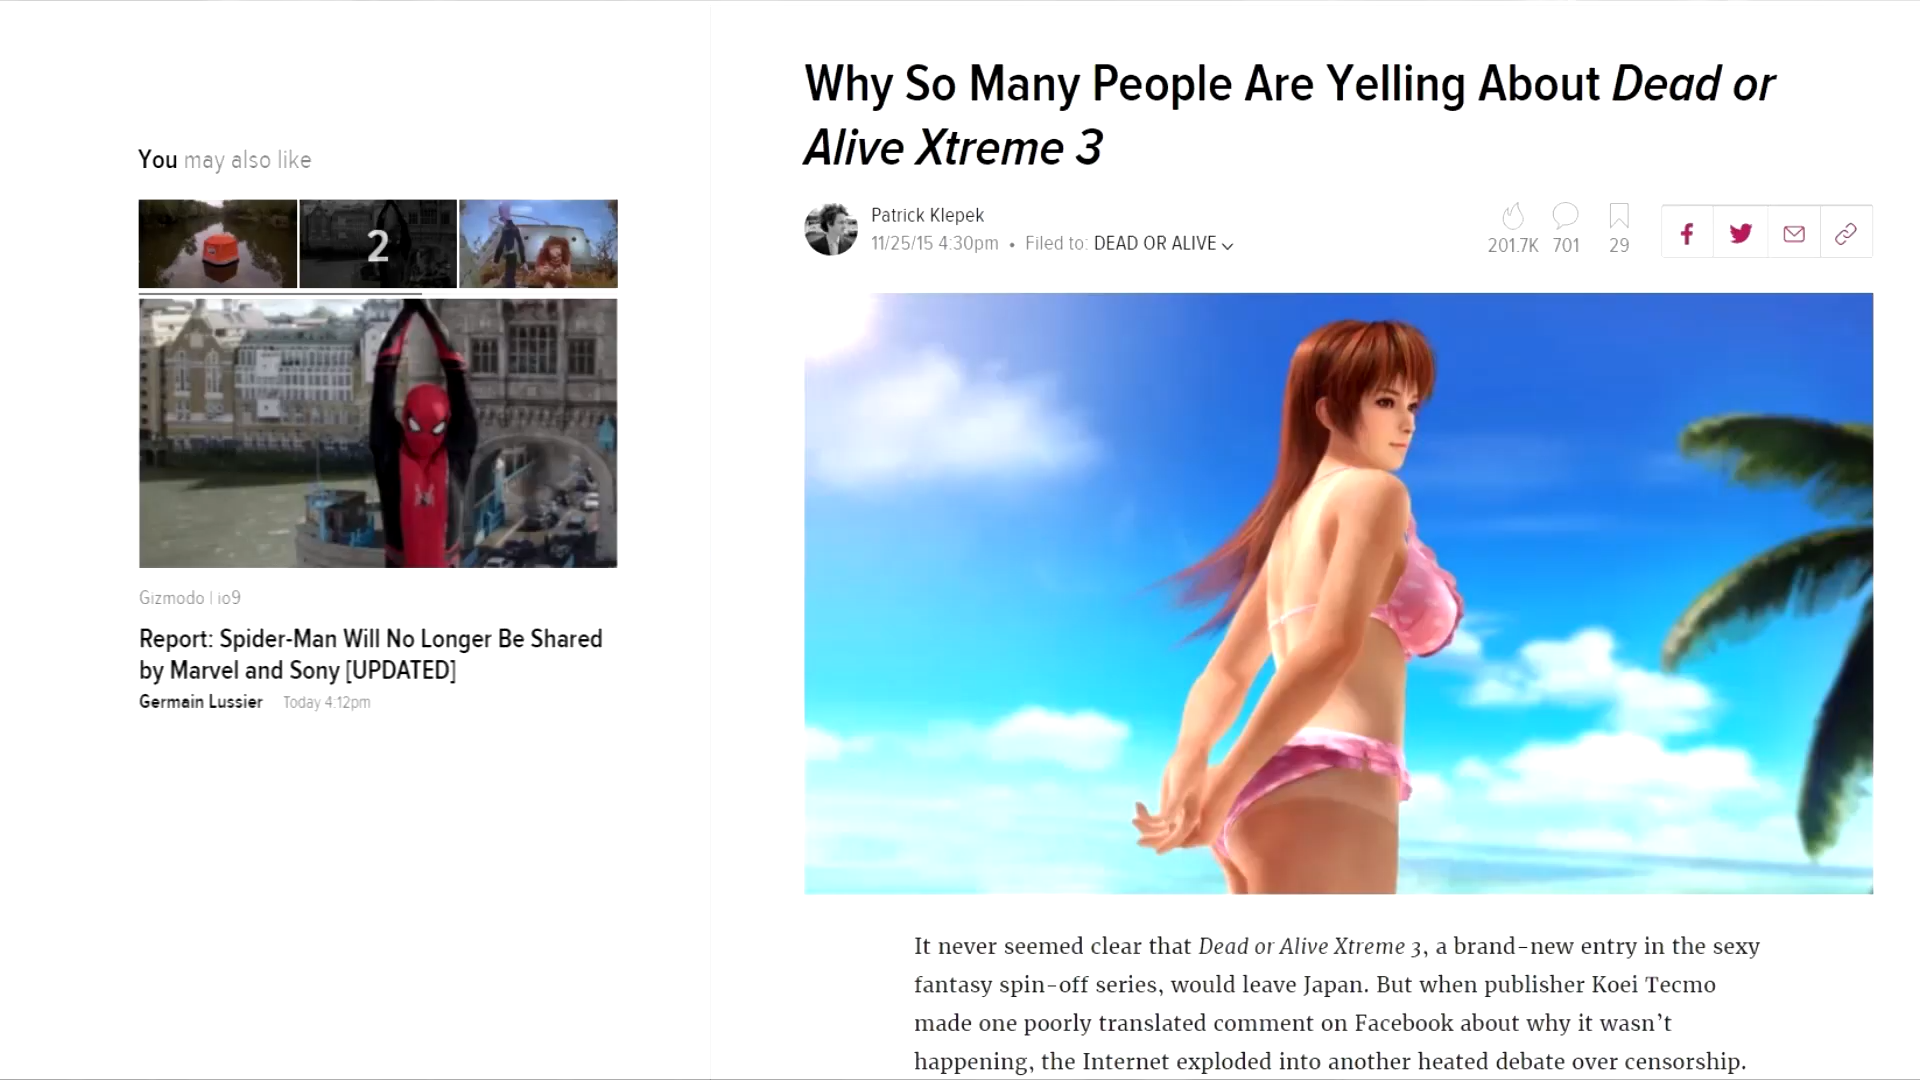 Why So Many People Are Yelling About Dead or
Alive Xtreme 3
Patrick Klepek
11/25/15 4:30pm • Filed to: DEAD OR ALIVE
201.7K 701 29
You may also like
2
Gizmodo | io9
Report: Spider-Man Will No Longer Be Shared
by Marvel and Sony [UPDATED]
Germain Lussier Today 4:12pm
It never seemed clear that Dead or Alive Xtreme 3, a brand-new entry in the sexy
fantasy spin-off series, would leave Japan. But when publisher Koei Tecmo
made one poorly translated comment on Facebook about why it wasn't
happening, the Internet exploded into another heated debate over censorship.